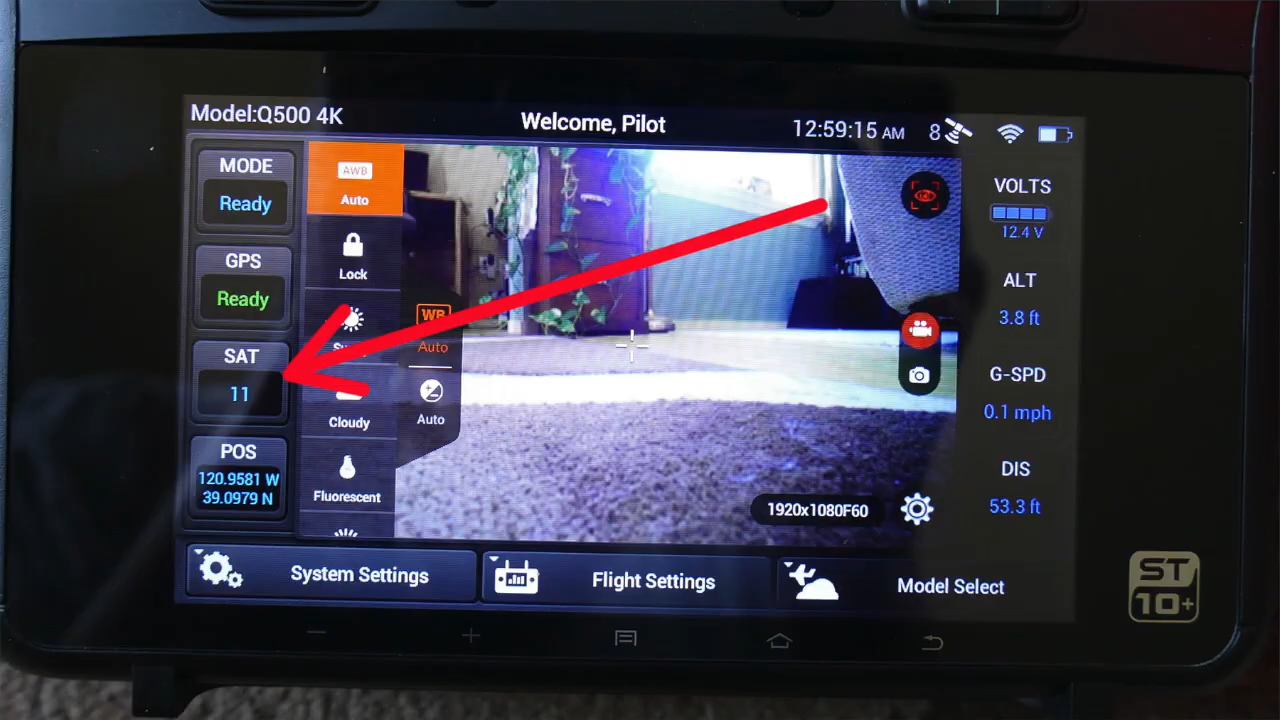 Model:Q500 4K
Welcome, Pilot
12:59:15 AM
8
MODE
Ready
GPS
Ready
SAT
11
POS
120.9581 W
39.0979 N
AWB
Auto
Lock
Cloudy
Fluorescent
WB
Auto
Auto
1920x1080F60
VOLTS
12.4 V
ALT
3.8 ft
G-SPD
0.1 mph
DIS
53.3 ft
System Settings
Flight Settings
Model Select
ST
10+